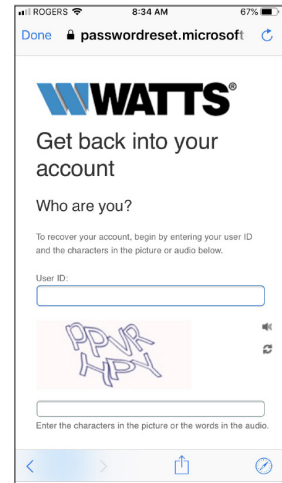 ROGERS 8:34 AM 67%
Done passwordreset.microsoft
WATTS®
Get back into your
account
Who are you?
To recover your account, begin by entering your user ID
and the characters in the picture or audio below.
User ID:
PPVR
HPY
Enter the characters in the picture or the words in the audio.